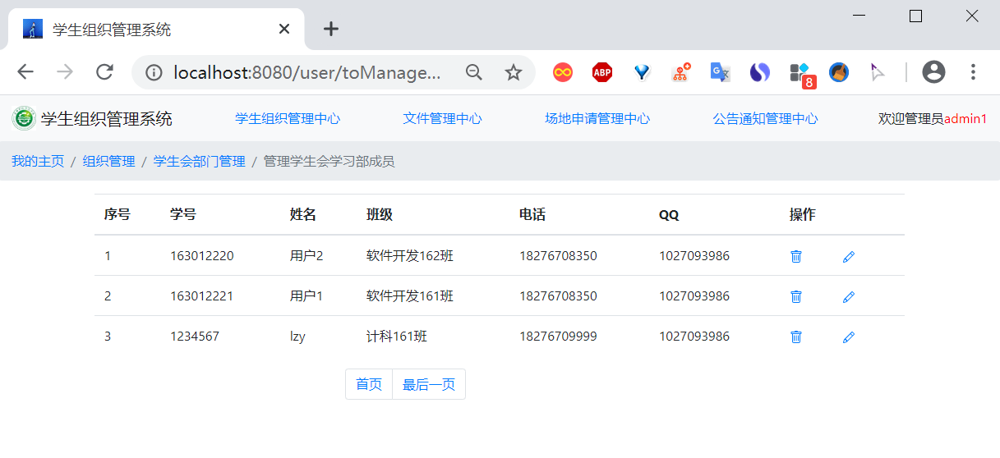 学生组织管理系统
localhost:8080/user/toManage...
ABP
8
学生组织管理系统 学生组织管理中心 文件管理中心 场地申请管理中心 公告通知管理中心 欢迎管理员admin1
我的主页 / 组织管理 / 学生会部门管理 / 管理学生会学习部成员
序号 学号 姓名 班级 电话 QQ 操作
1 163012220 用户2 软件开发162班 18276708350 1027093986
2 163012221 用户1 软件开发161班 18276708350 1027093986
3 1234567 lzy 计科161班 18276709999 1027093986
首页 最后一页